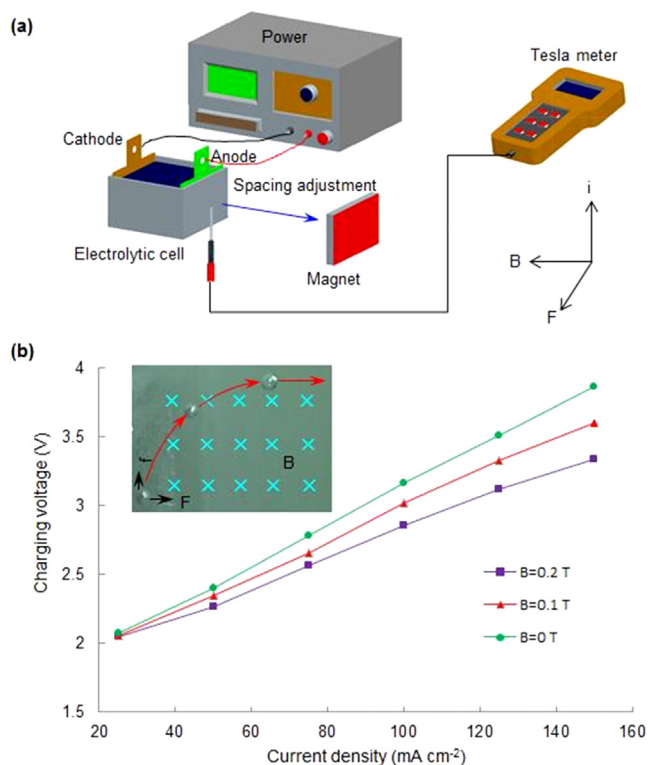 (a)
Power
Tesla meter
Cathode
Anode
Spacing adjustment
Electrolytic cell
Magnet
i
B
F
(b)
4
3.5
3
2.5
2
1.5
Charging voltage (V)
f
F
B
B=0.2 T
B=0.1 T
B=0 T
20 40 60 80 100 120 140 160
Current density (mA cm-2)